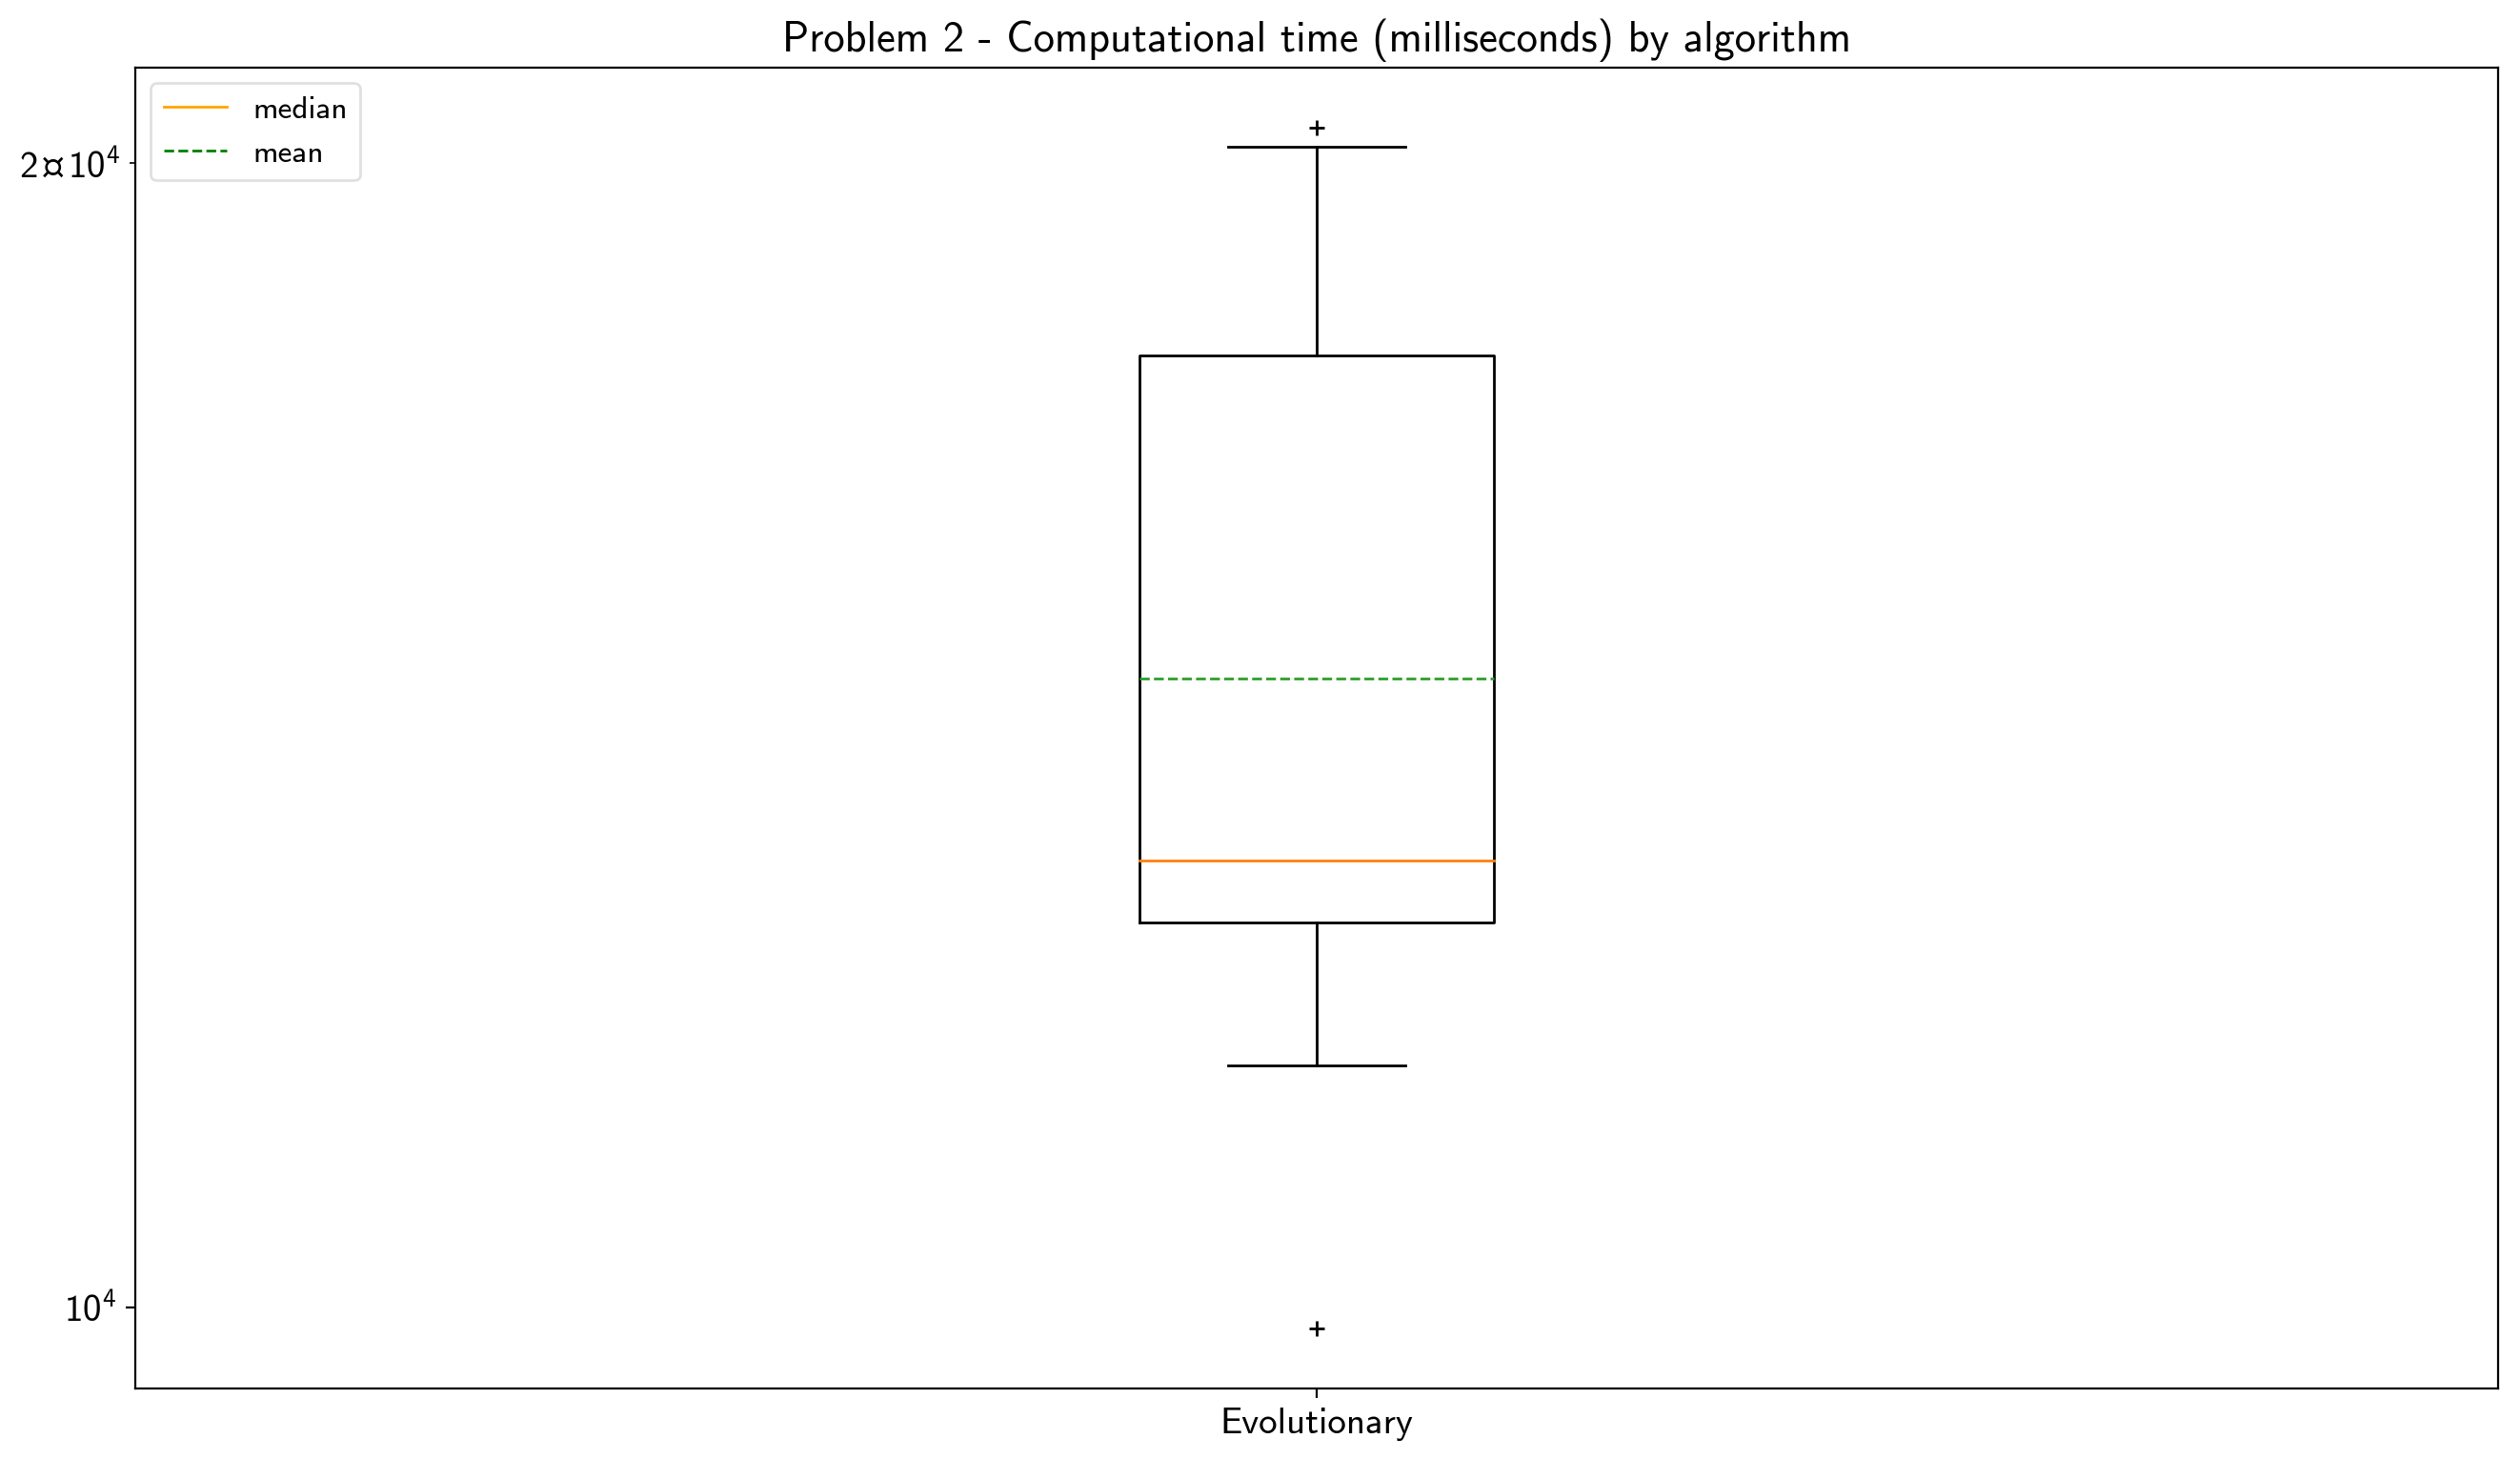 Problem 2 - Computational time (milliseconds) by algorithm
median
mean
2¤10⁴
10⁴
Evolutionary